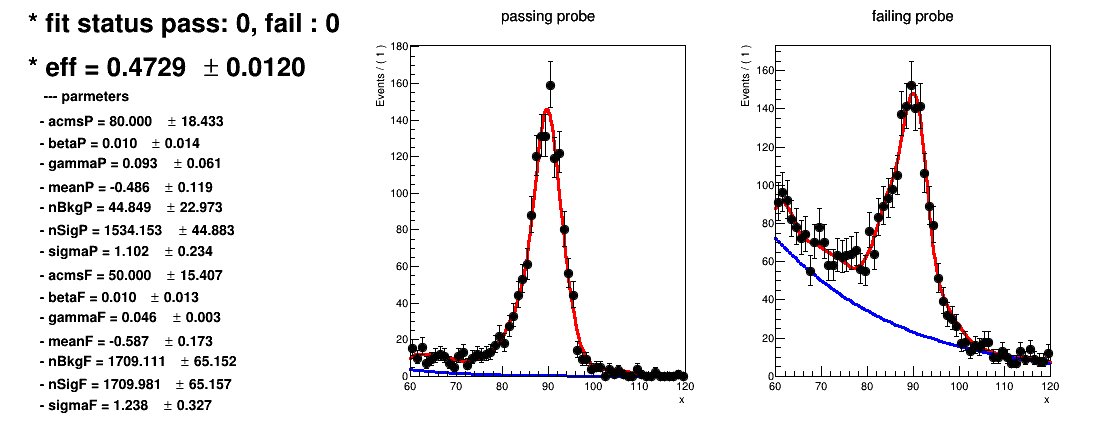 * fit status pass: 0, fail : 0
* eff = 0.4729 ± 0.0120
--- parmeters
- acmsP = 80.000 ± 18.433
- betaP = 0.010 ± 0.014
- gammaP = 0.093 ± 0.061
- meanP = -0.486 ± 0.119
- nBkgP = 44.849 ± 22.973
- nSigP = 1534.153 ± 44.883
- sigmaP = 1.102 ± 0.234
- acmsF = 50.000 ± 15.407
- betaF = 0.010 ± 0.013
- gammaF = 0.046 ± 0.003
- meanF = -0.587 ± 0.173
- nBkgF = 1709.111 ± 65.152
- nSigF = 1709.981 ± 65.157
- sigmaF = 1.238 ± 0.327
passing probe
Events / ( 1 )
180
160
140
120
100
80
60
40
20
0
60 70 80 90 100 110 120
x
failing probe
Events / ( 1 )
160
140
120
100
80
60
40
20
0
60 70 80 90 100 110 120
x